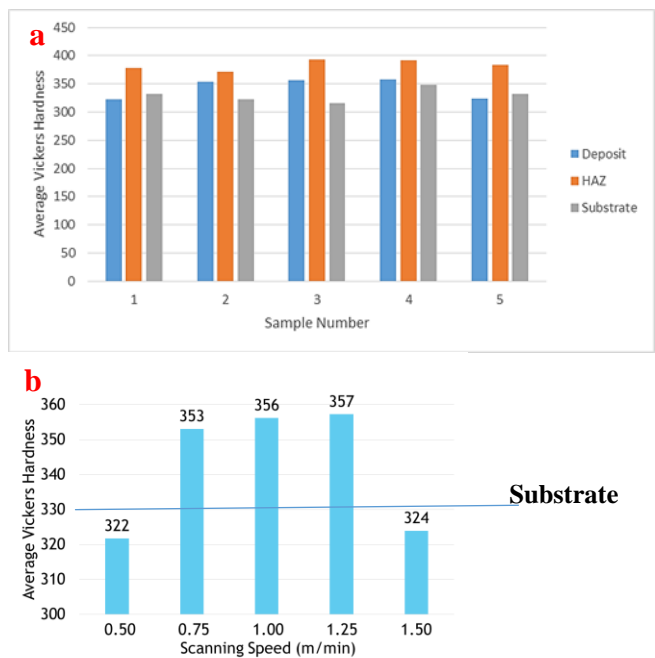 a
450
400
350
300
250
200
150
100
50
0
Average Vickers Hardness
1 2 3 4 5
Sample Number
Deposit
HAZ
Substrate
b
360
350
340
330
320
310
300
Average Vickers Hardness
322 353 356 357 324
Substrate
0.50 0.75 1.00 1.25 1.50
Scanning Speed (m/min)